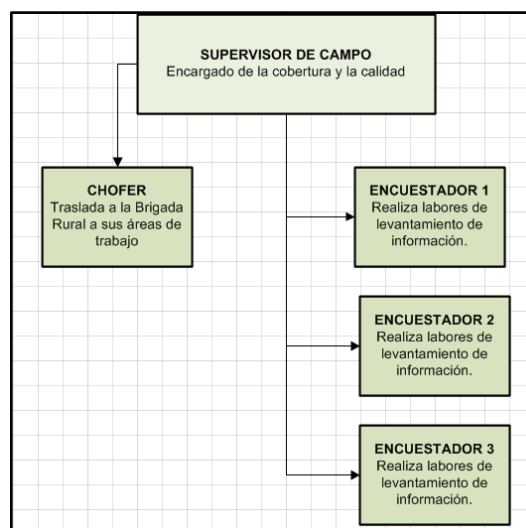 SUPERVISOR DE CAMPO
Encargado de la cobertura y la calidad
CHOFER
Traslada a la Brigada
Rural a sus áreas de
trabajo
ENCUESTADOR 1
Realiza labores de
levantamiento de
información.
ENCUESTADOR 2
Realiza labores de
levantamiento de
información.
ENCUESTADOR 3
Realiza labores de
levantamiento de
información.